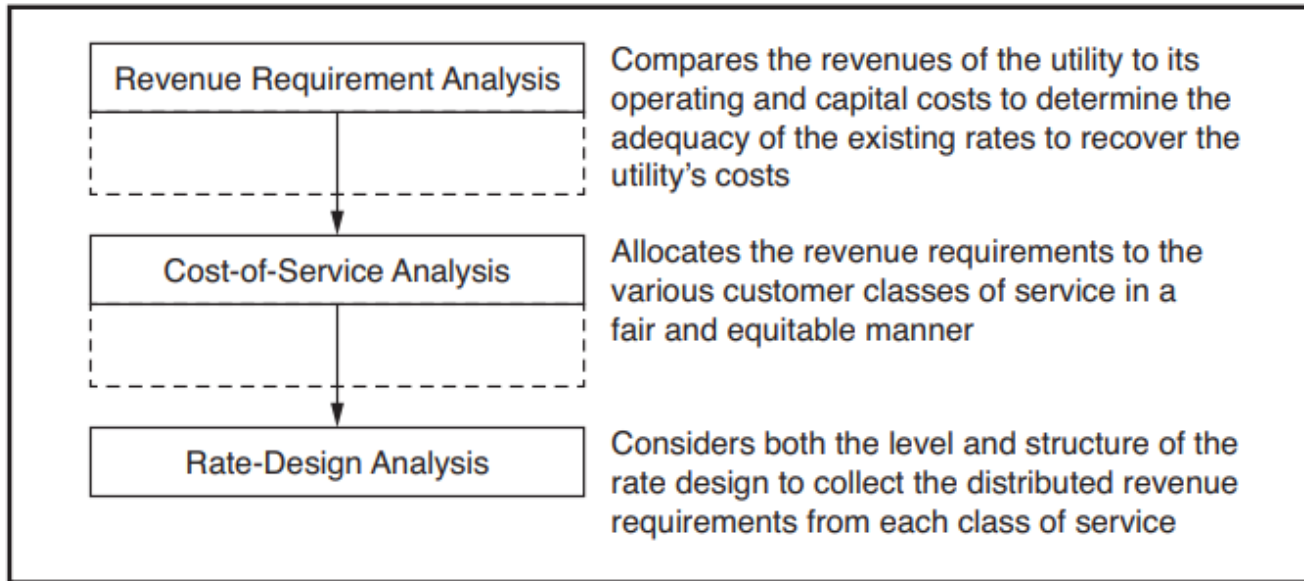 Revenue Requirement Analysis
Compares the revenues of the utility to its
operating and capital costs to determine the
adequacy of the existing rates to recover the
utility’s costs
Cost-of-Service Analysis
Allocates the revenue requirements to the
various customer classes of service in a
fair and equitable manner
Rate-Design Analysis
Considers both the level and structure of the
rate design to collect the distributed revenue
requirements from each class of service